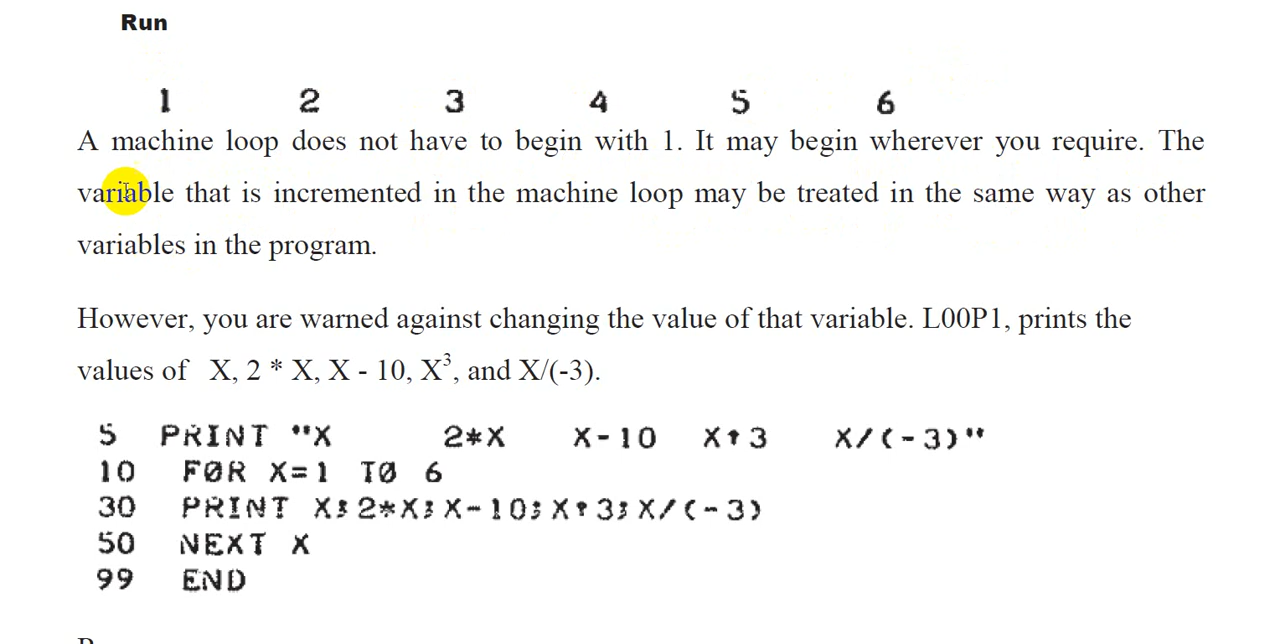 Run
1 2 3 4 5 6
A machine loop does not have to begin with 1. It may begin wherever you require. The
variable that is incremented in the machine loop may be treated in the same way as other
variables in the program.
However, you are warned against changing the value of that variable. L00P1, prints the
values of X, 2 * X, X - 10, X³, and X/(-3).
5 PRINT "X 2*X X-10 X↑3 X/(-3)"
10 FØR X=1 TØ 6
30 PRINT X;2*X;X-10;X↑3;X/(-3)
50 NEXT X
99 END